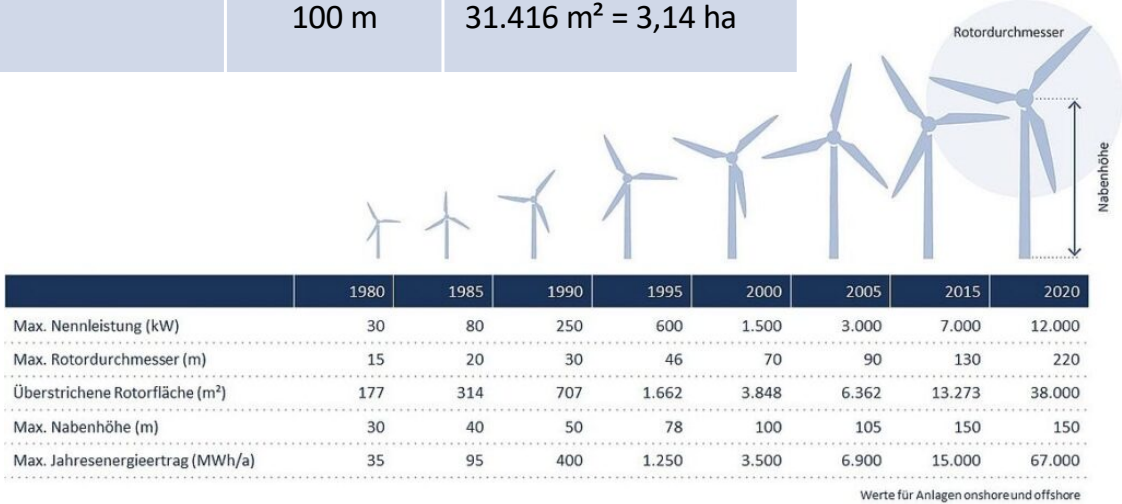 100 m 31.416 m² = 3,14 ha
Rotordurchmesser
Nabenhöhe
1980 1985 1990 1995 2000 2005 2015 2020
Max. Nennleistung (kW) 30 80 250 600 1.500 3.000 7.000 12.000
Max. Rotordurchmesser (m) 15 20 30 46 70 90 130 220
Überstrichene Rotorfläche (m²) 177 314 707 1.662 3.848 6.362 13.273 38.000
Max. Nabenhöhe (m) 30 40 50 78 100 105 150 150
Max. Jahresenergieertrag (MWh/a) 35 95 400 1.250 3.500 6.900 15.000 67.000
Werte für Anlagen onshore und offshore